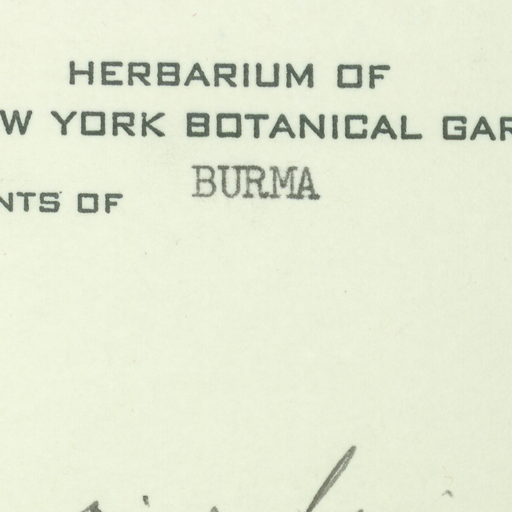 HERBARIUM OF
W YORK BOTANICAL GAR
NTS OF BURMA